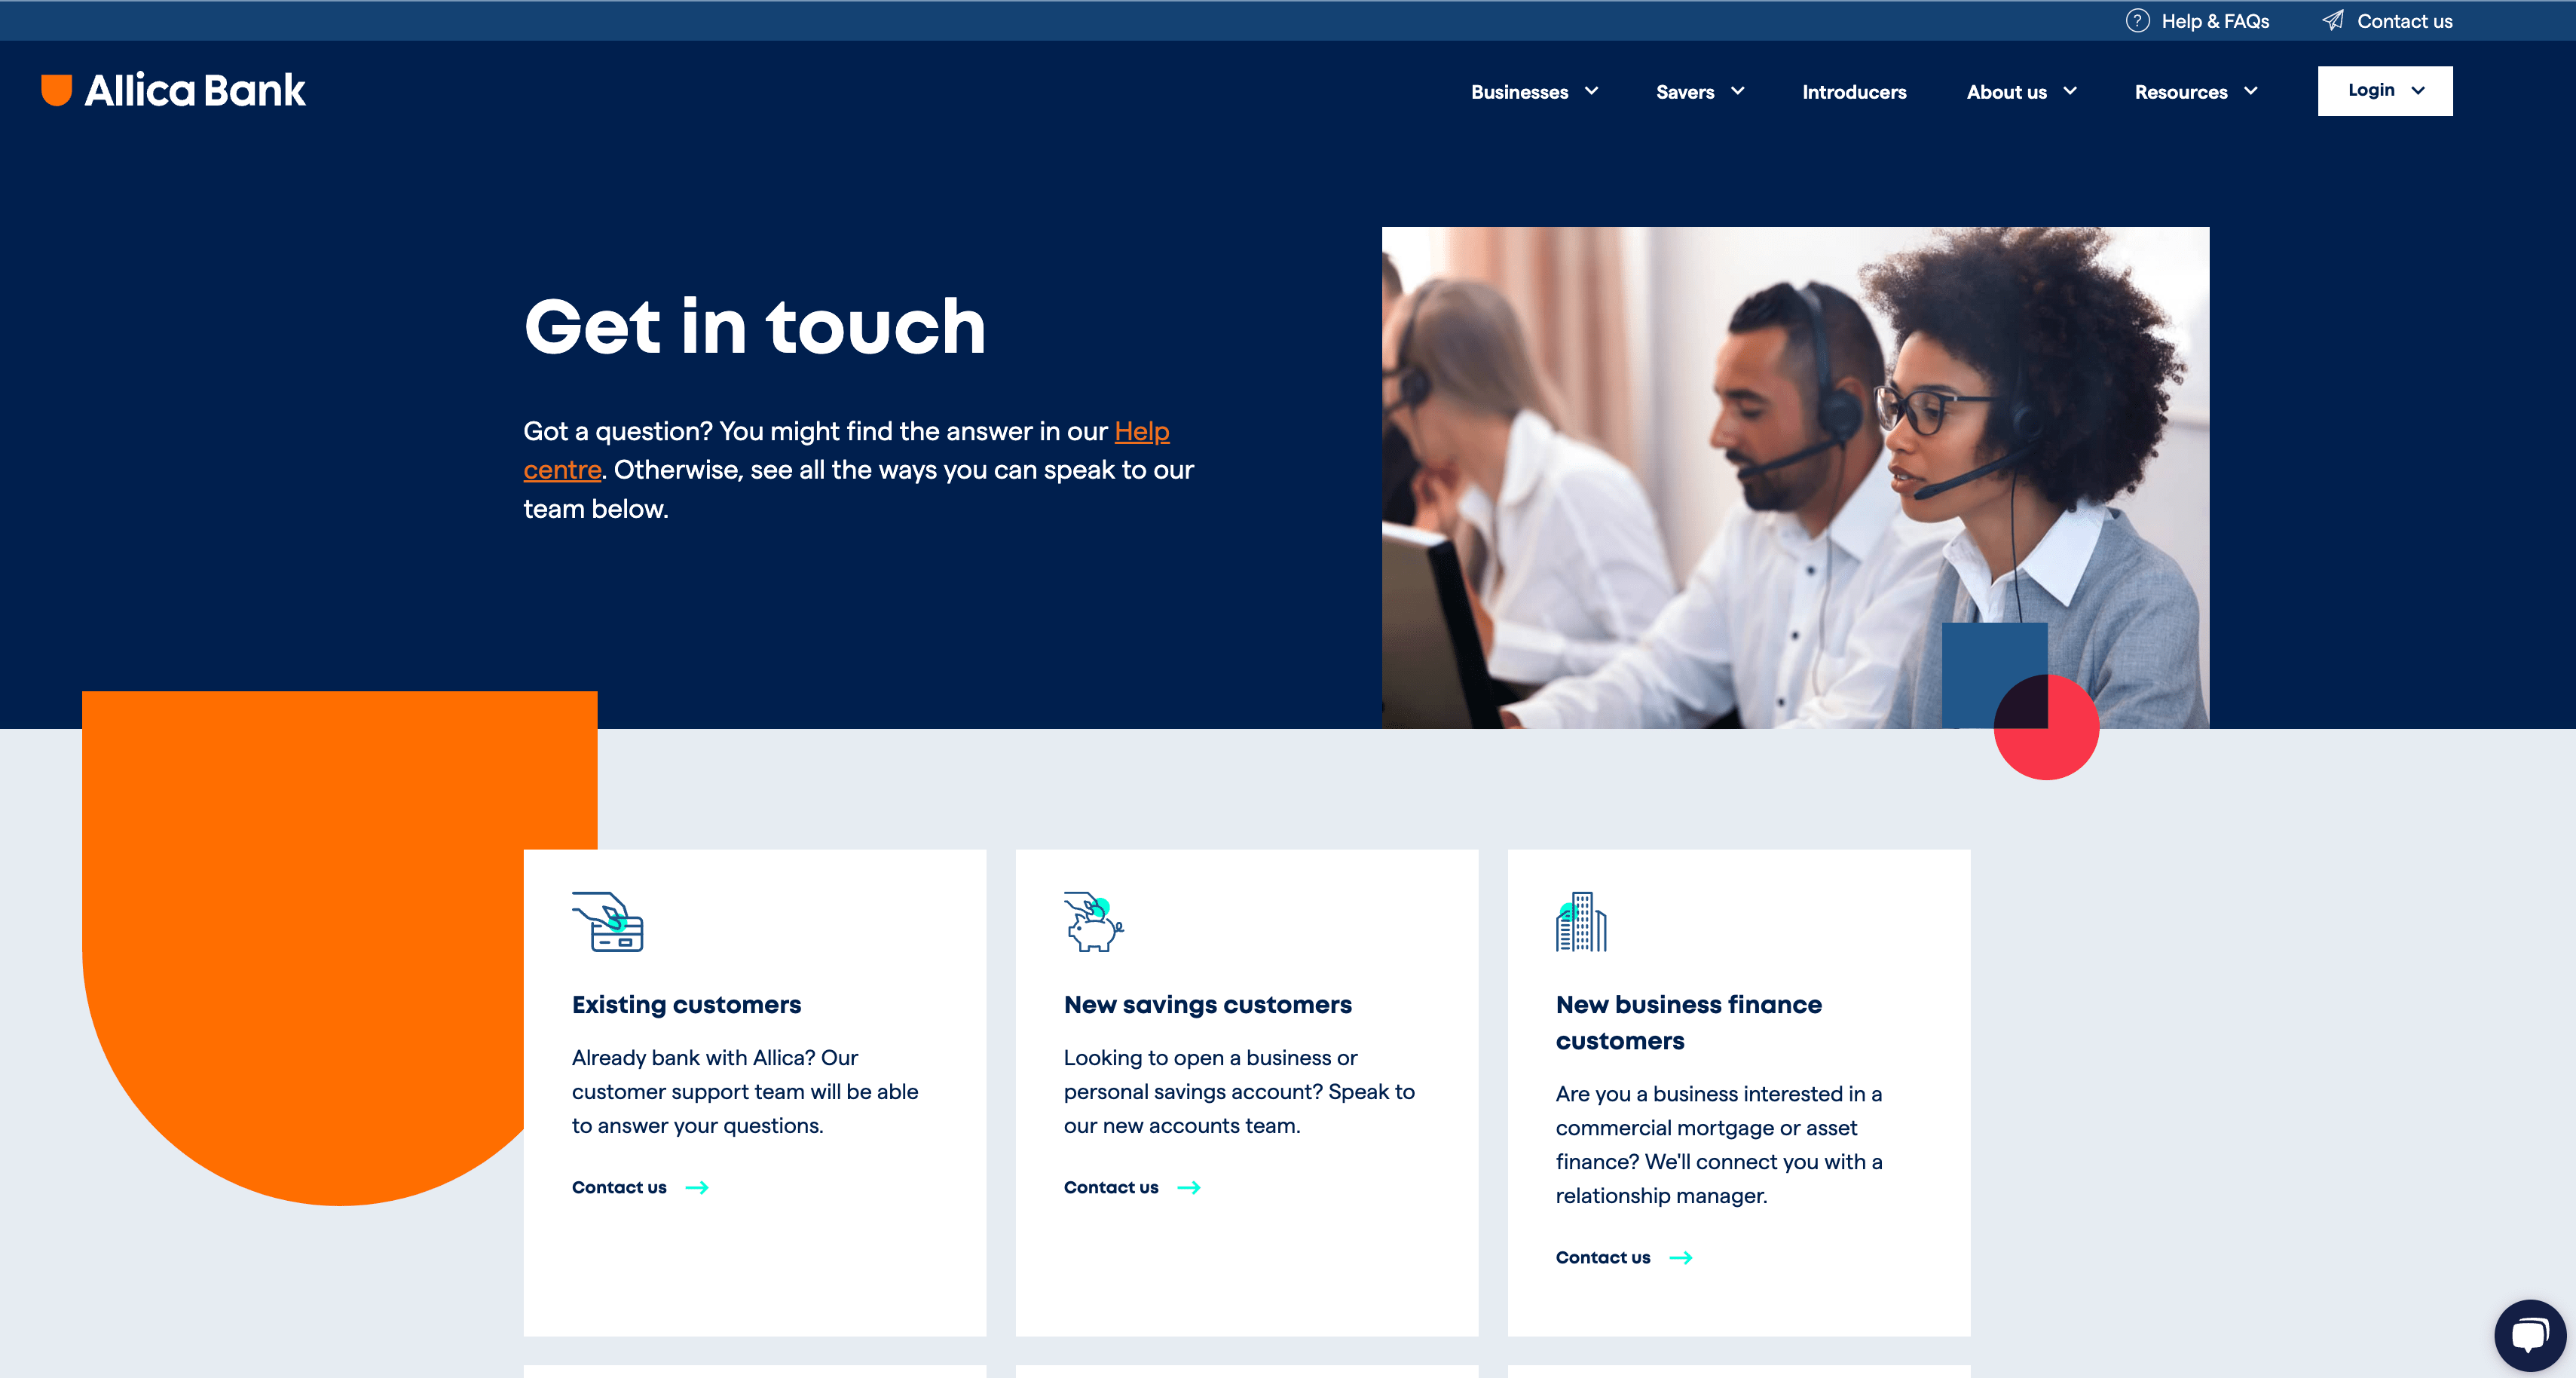 Help & FAQs
Contact us
Allica Bank
Businesses
Savers
Introducers
About us
Resources
Login
Get in touch
Got a question? You might find the answer in our Help
centre. Otherwise, see all the ways you can speak to our
team below.
Existing customers
Already bank with Allica? Our
customer support team will be able
to answer your questions.
Contact us
New savings customers
Looking to open a business or
personal savings account? Speak to
our new accounts team.
Contact us
New business finance
customers
Are you a business interested in a
commercial mortgage or asset
finance? We'll connect you with a
relationship manager.
Contact us